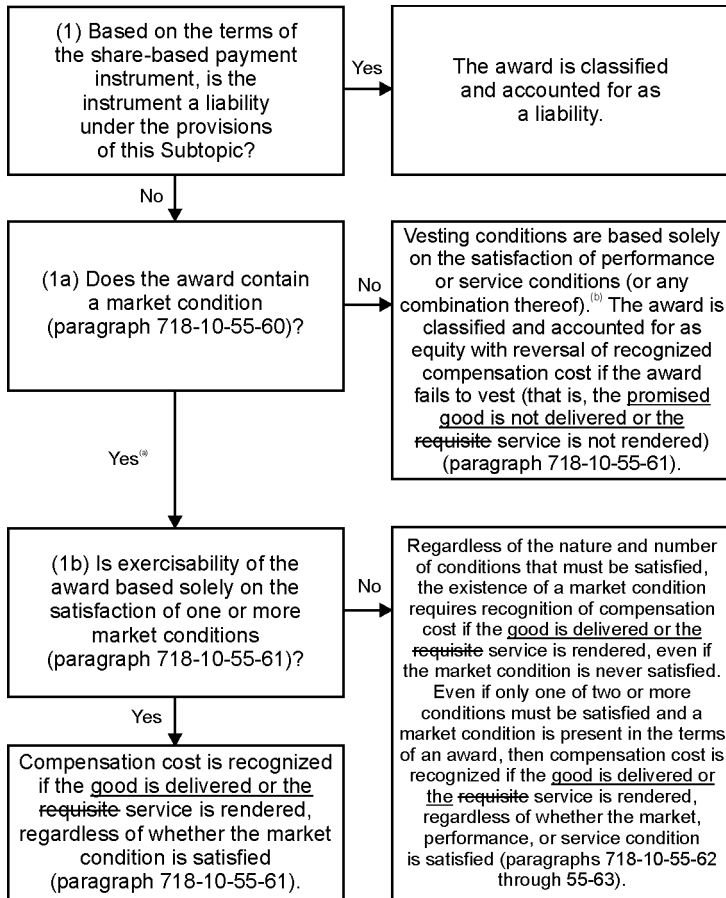 (1) Based on the terms of
the share-based payment
instrument, is the
instrument a liability
under the provisions
of this Subtopic?
Yes
The award is classified
and accounted for as
a liability.
No
(1a) Does the award contain
a market condition
(paragraph 718-10-55-60)?
No
Vesting conditions are based solely
on the satisfaction of performance
or service conditions (or any
combination thereof).(b) The award is
classified and accounted for as
equity with reversal of recognized
compensation cost if the award
fails to vest (that is, the promised
good is not delivered or the
requisite service is not rendered)
(paragraph 718-10-55-61).
Yes(a)
(1b) Is exercisability of the
award based solely on the
satisfaction of one or more
market conditions
(paragraph 718-10-55-61)?
No
Regardless of the nature and number
of conditions that must be satisfied,
the existence of a market condition
requires recognition of compensation
cost if the good is delivered or the
requisite service is rendered, even if
the market condition is never satisfied.
Even if only one of two or more
conditions must be satisfied and a
market condition is present in the terms
of an award, then compensation cost is
recognized if the good is delivered or
the requisite service is rendered,
regardless of whether the market,
performance, or service condition
is satisfied (paragraphs 718-10-55-62
through 55-63).
Yes
Compensation cost is recognized
if the good is delivered or the
requisite service is rendered,
regardless of whether the market
condition is satisfied
(paragraph 718-10-55-61).